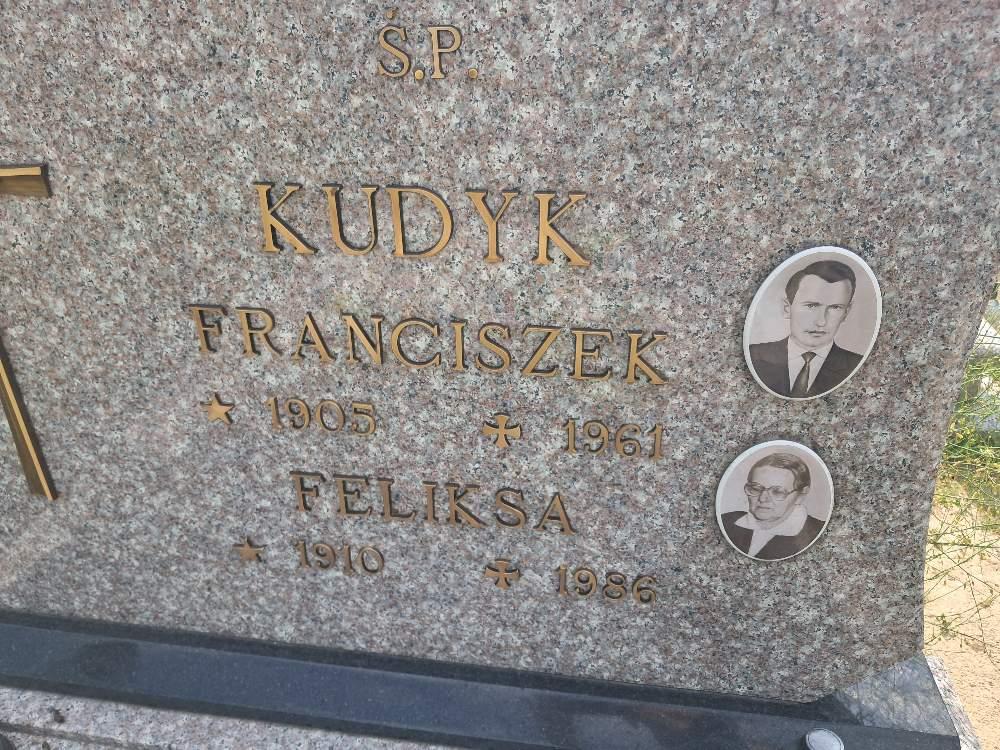 Ś.P.
KUDYK
FRANCISZEK
1905 1961
FELIKSA
1910 1986